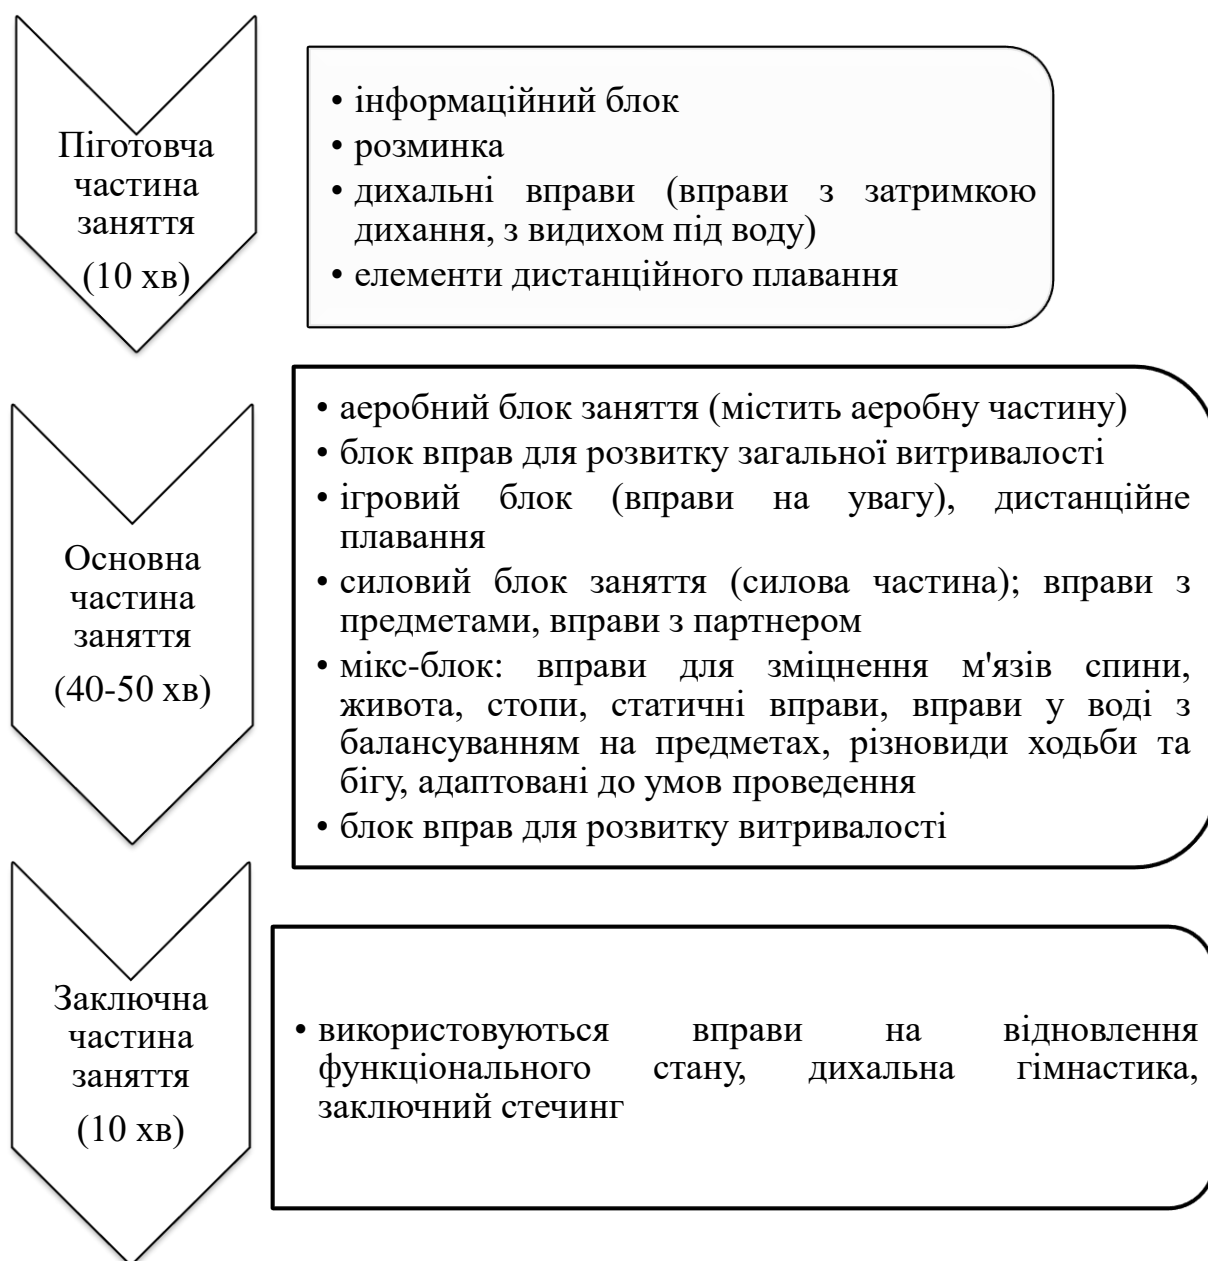 Піготовча
частина
заняття
(10 хв)
• інформаційний блок
• розминка
• дихальні вправи (вправи з затримкою
дихання, з видихом під воду)
• елементи дистанційного плавання
Основна
частина
заняття
(40-50 хв)
• аеробний блок заняття (містить аеробну частину)
• блок вправ для розвитку загальної витривалості
• ігровий блок (вправи на увагу), дистанційне
плавання
• силовий блок заняття (силова частина); вправи з
предметами, вправи з партнером
• мікс-блок: вправи для зміцнення м'язів спини,
живота, стопи, статичні вправи, вправи у воді з
балансуванням на предметах, різновиди ходьби та
бігу, адаптовані до умов проведення
• блок вправ для розвитку витривалості
Заключна
частина
заняття
(10 хв)
• використовуються вправи на відновлення
функціонального стану, дихальна гімнастика,
заключний стечинг